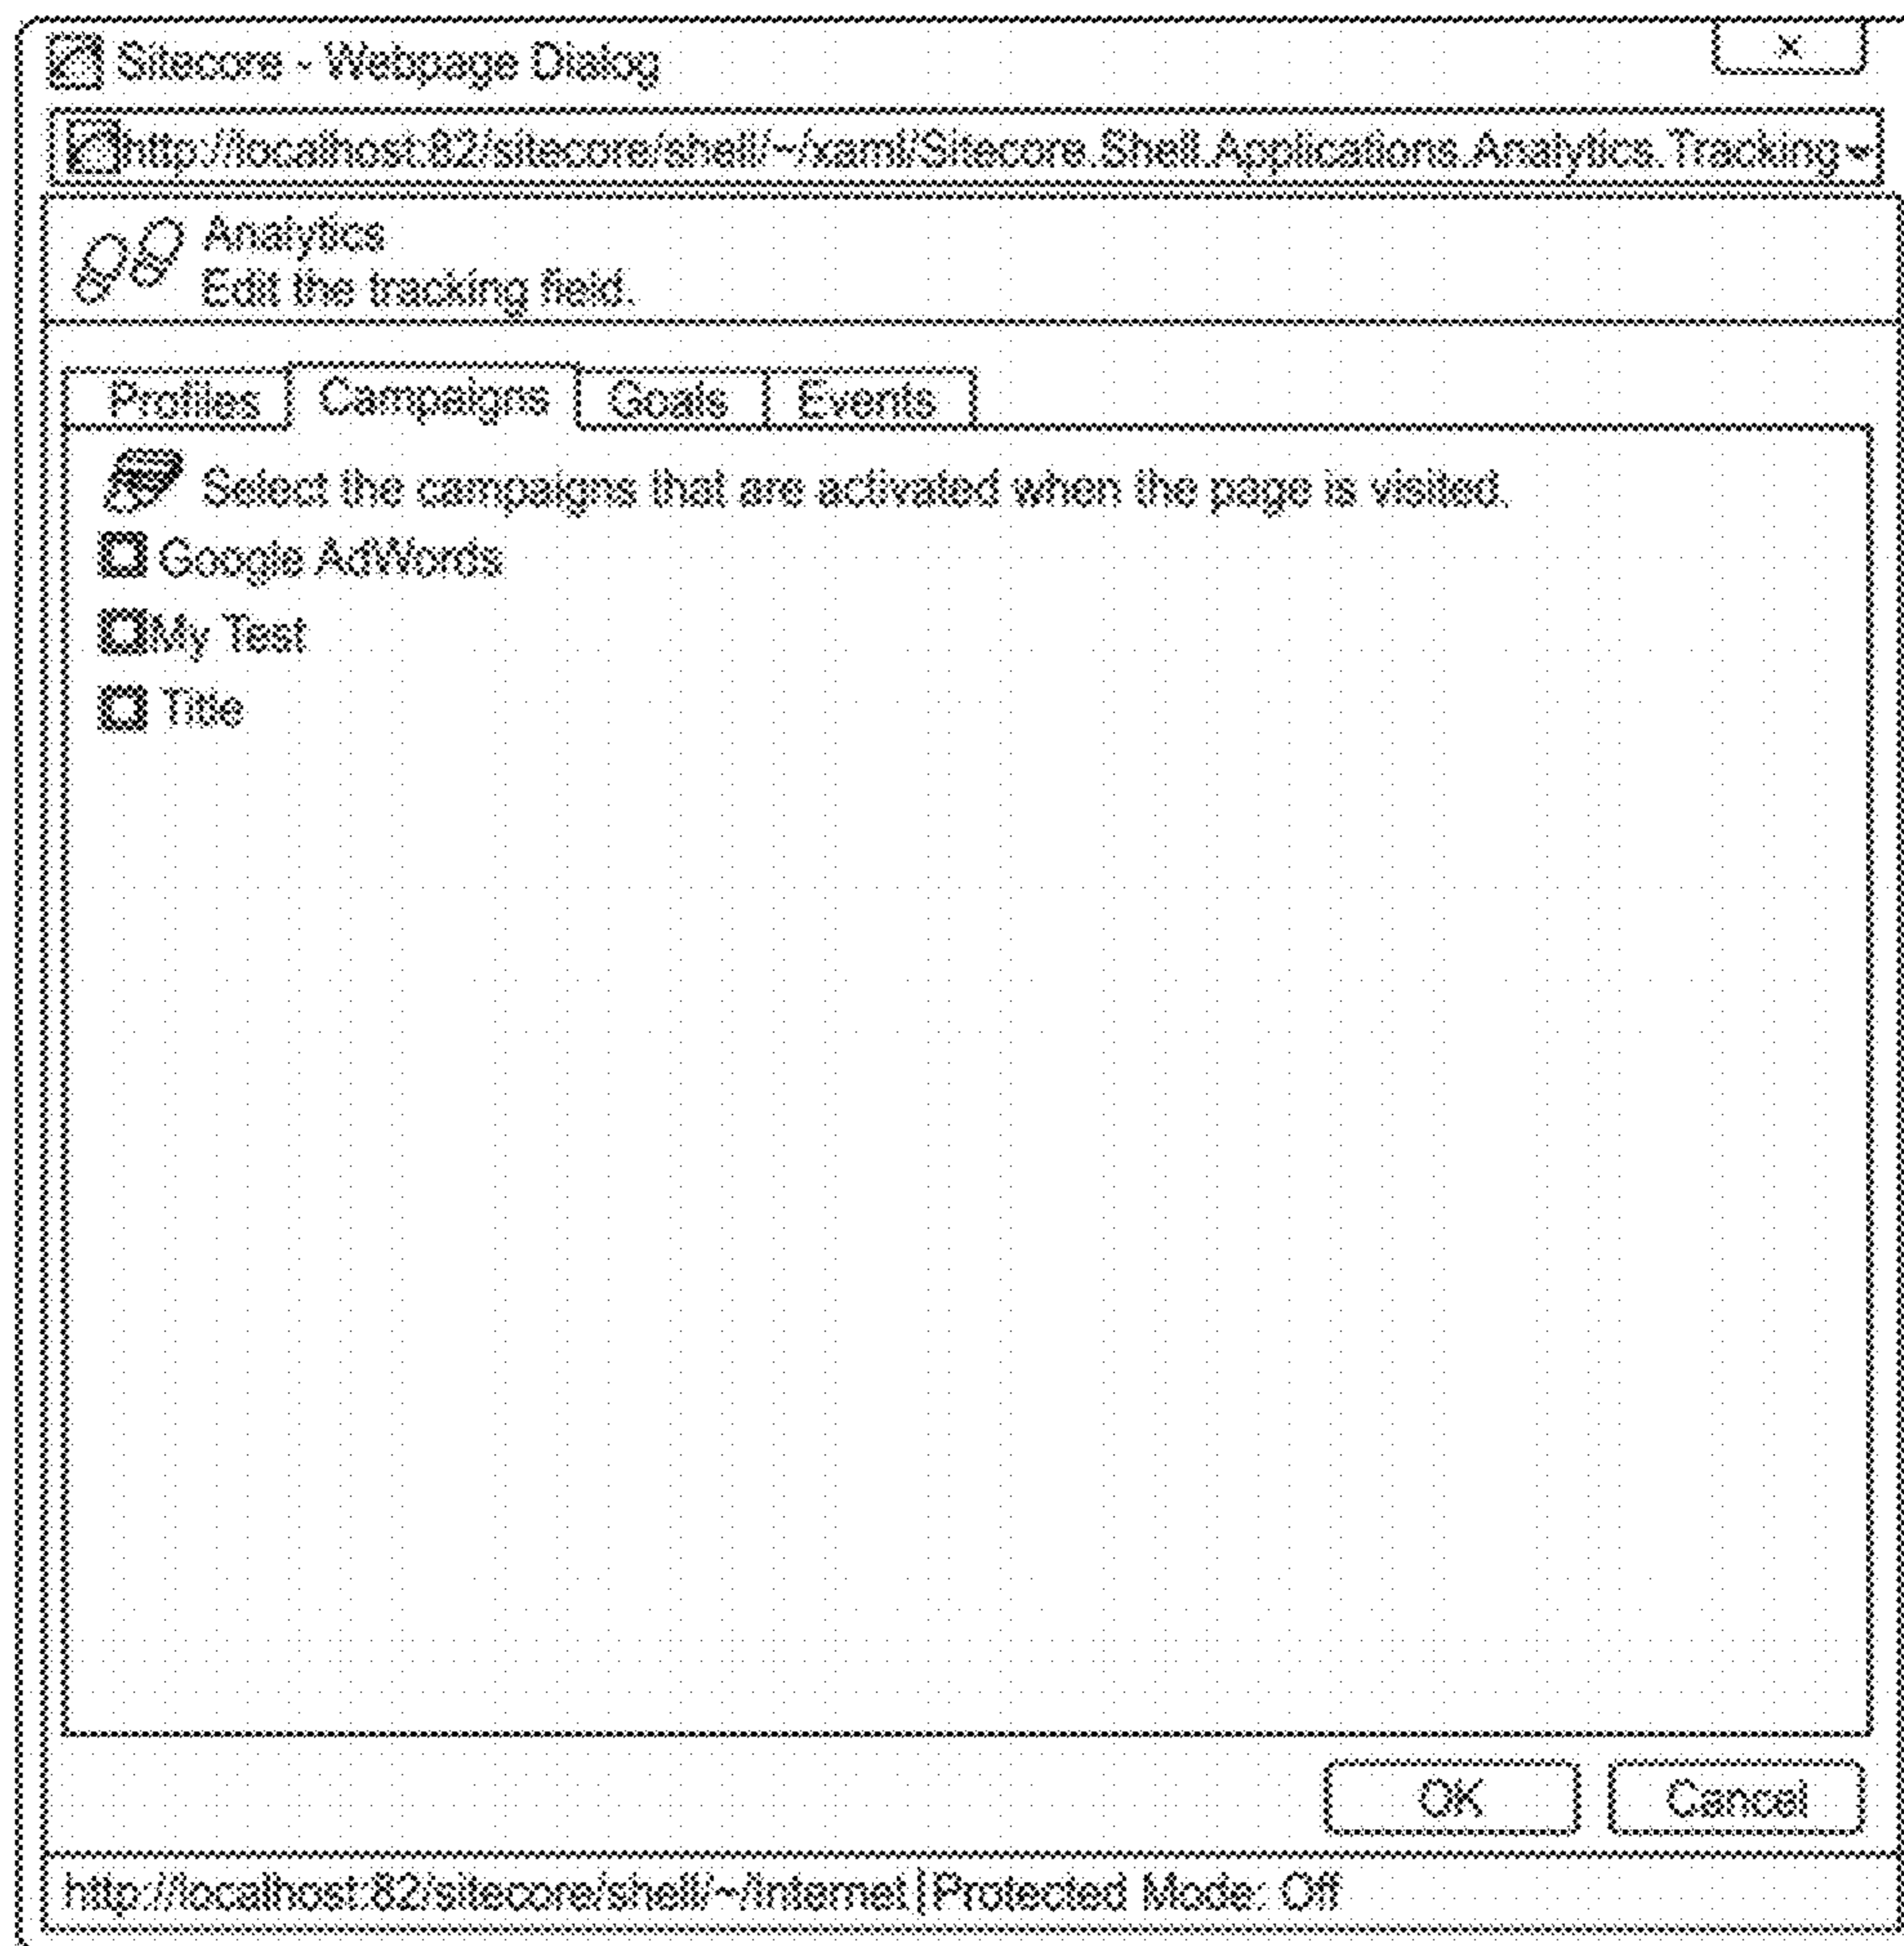 Sitecore - Webpage Dialog
x
http://localhost:82/sitecore/shell/~/xaml/Sitecore.Shell.Applications.Analytics.Tracking
Analytics
Edit the tracking field.
Profiles Campaigns Goals Events
Select the campaigns that are activated when the page is visited.
Google AdWords
My Test
Title
OK Cancel
http://localhost:82/sitecore/shell/~/internet|Protected Mode: Off